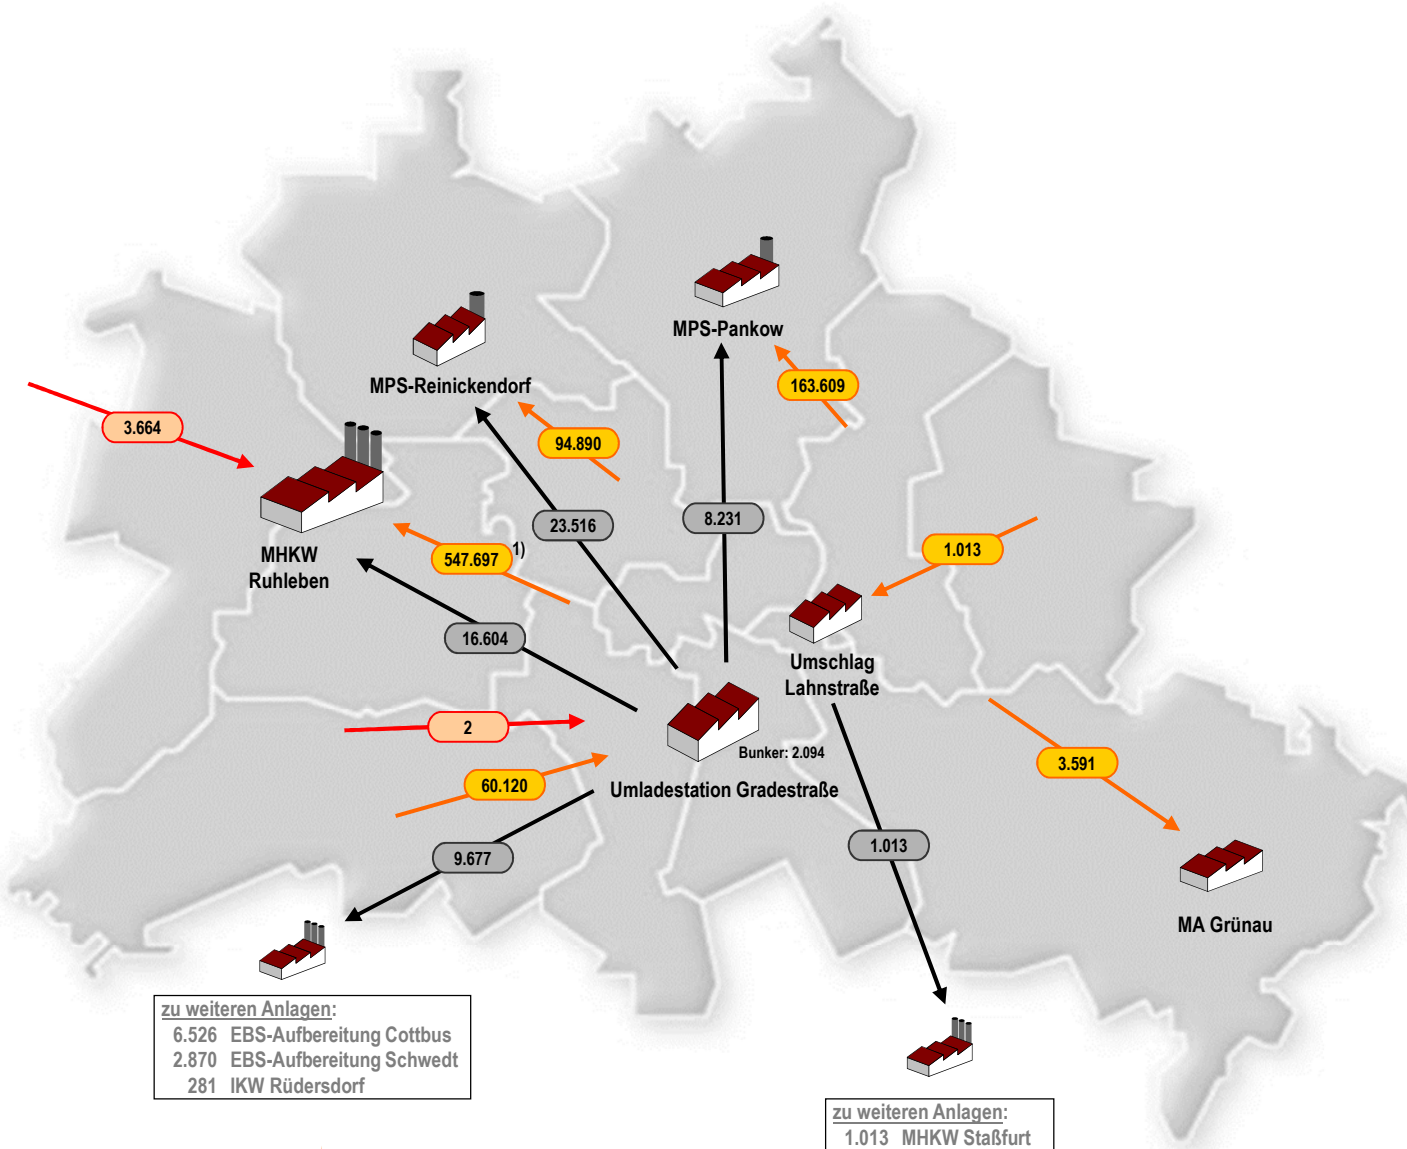 MPS-Pankow
163.609
MPS-Reinickendorf
3.664
94.890
23.516
8.231
547.697 1)
1.013
MHKW
Ruhleben
16.604
Umschlag
Lahnstraße
2
Bunker: 2.094
3.591
60.120
Umladestation Gradestraße
9.677
1.013
MA Grünau
zu weiteren Anlagen:
6.526 EBS-Aufbereitung Cottbus
2.870 EBS-Aufbereitung Schwedt
281 IKW Rüdersdorf
zu weiteren Anlagen:
1.013 MHKW Staßfurt